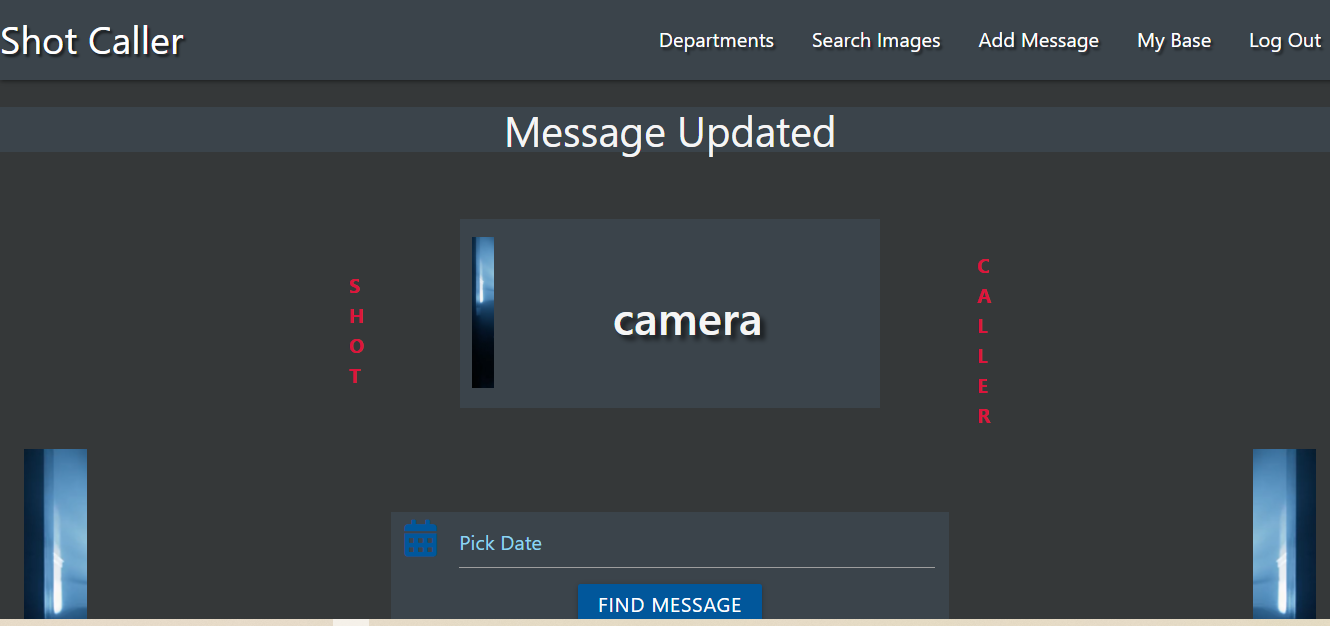 Shot Caller
Departments
Search Images
Add Message
My Base
Log Out
Message Updated
S
H
O
T
camera
C
A
L
L
E
R
Pick Date
FIND MESSAGE